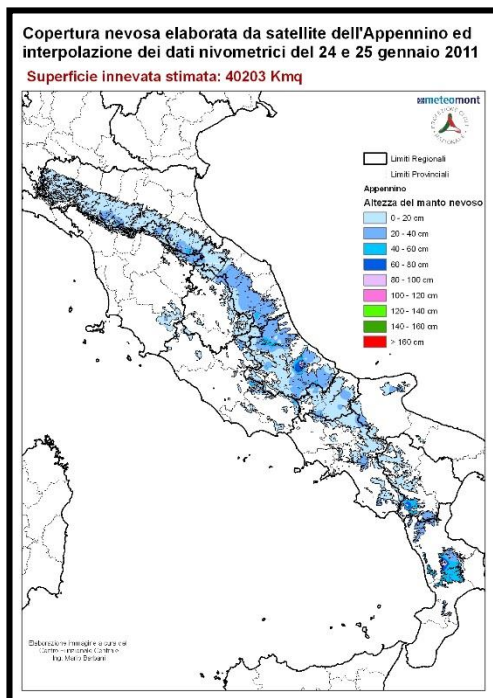 Copertura nevosa elaborata da satellite dell'Appennino ed
interpolazione dei dati nivometrici del 24 e 25 gennaio 2011
Superficie innevata stimata: 40203 Kmq
meteomont
Limiti Regionali
Limiti Provinciali
Appennino
Altezza del manto nevoso
0 - 20 cm
20 - 40 cm
40 - 60 cm
60 - 80 cm
80 - 100 cm
100 - 120 cm
120 - 140 cm
140 - 160 cm
> 160 cm
Elaborazione immagine a cura del
Centro Funzionale Centrale
Ing. Mario